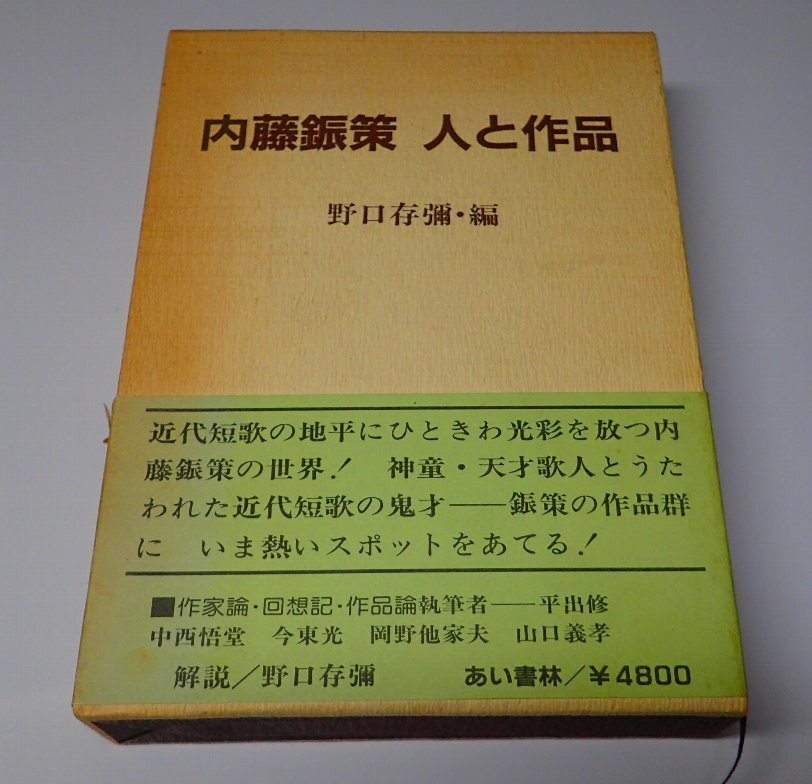 内藤鋠策 人と作品
野口存彌・編
近代短歌の地平にひときわ光彩を放つ内
藤鋠策の世界！ 神童・天才歌人とうた
われた近代短歌の鬼才――鋠策の作品群
に いま熱いスポットをあてる！
■作家論・回想記・作品論執筆者――平出修
中西悟堂 今東光 岡野他家夫 山口義孝
解説／野口存彌 あい書林／¥4800